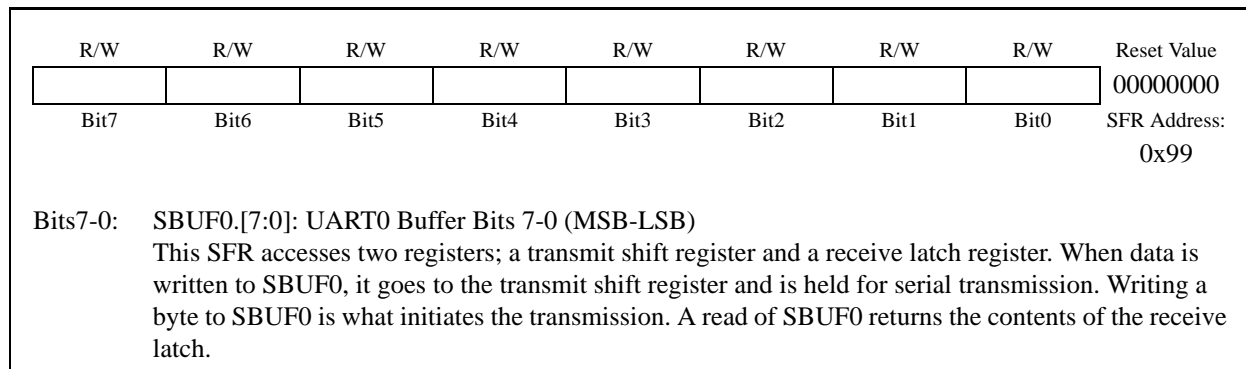 R/W R/W R/W R/W R/W R/W R/W R/W Reset Value
00000000
Bit7 Bit6 Bit5 Bit4 Bit3 Bit2 Bit1 Bit0 SFR Address:
0x99
Bits7-0: SBUF0.[7:0]: UART0 Buffer Bits 7-0 (MSB-LSB)
This SFR accesses two registers; a transmit shift register and a receive latch register. When data is
written to SBUF0, it goes to the transmit shift register and is held for serial transmission. Writing a
byte to SBUF0 is what initiates the transmission. A read of SBUF0 returns the contents of the receive
latch.